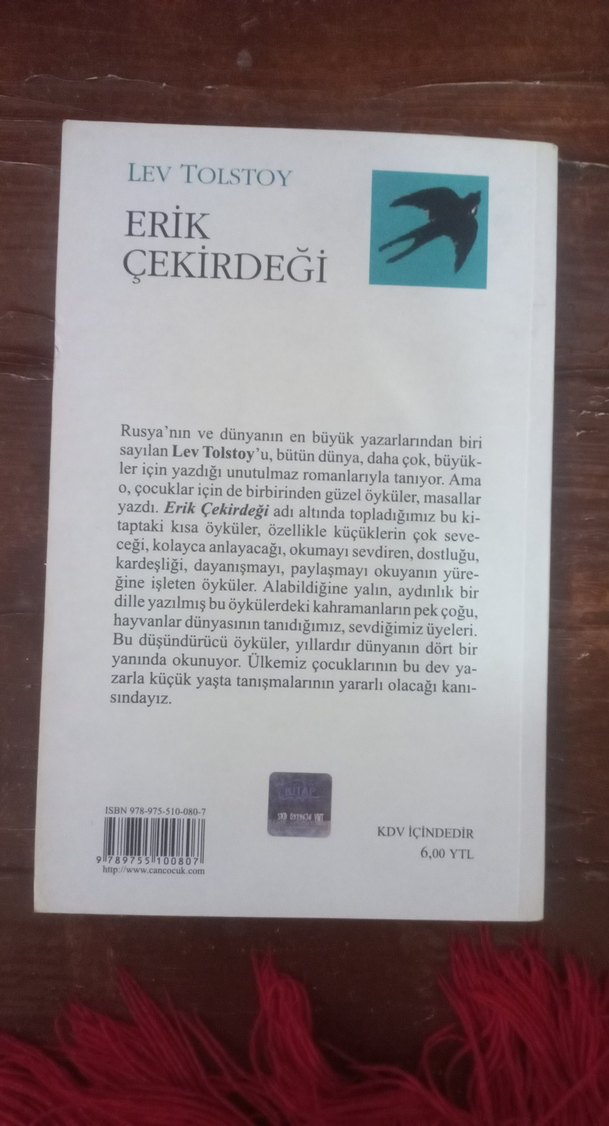 LEV TOLSTOY
ERİK
ÇEKİRDEĞİ
Rusya'nın ve dünyanın en büyük yazarlarından biri
sayılan Lev Tolstoy'u, bütün dünya, daha çok, büyük-
ler için yazdığı unutulmaz romanlarıyla tanıyor. Ama
o, çocuklar için de birbirinden güzel öyküler, masallar
yazdı. Erik Çekirdeği adı altında topladığımız bu ki-
taptaki kısa öyküler, özellikle küçüklerin çok seve-
ceği, kolayca anlayacağı, okumayı sevdiren, dostluğu,
kardeşliği, dayanışmayı, paylaşmayı okuyanın yüre-
ğine işleten öyküler. Alabildiğine yalın, aydınlık bir
dille yazılmış bu öykülerdeki kahramanların pek çoğu,
hayvanlar dünyasının tanıdığımız, sevdiğimiz üyeleri.
Bu düşündürücü öyküler, yıllardır dünyanın dört bir
yanında okunuyor. Ülkemiz çocuklarının bu dev ya-
zarla küçük yaşta tanışmalarının yararlı olacağı kanı-
sındayız.
KİTAP
ISBN 978-975-510-080-7
9 789755 100807
http://www.cancocuk.com
KDV İÇİNDEDİR
6,00 YTL